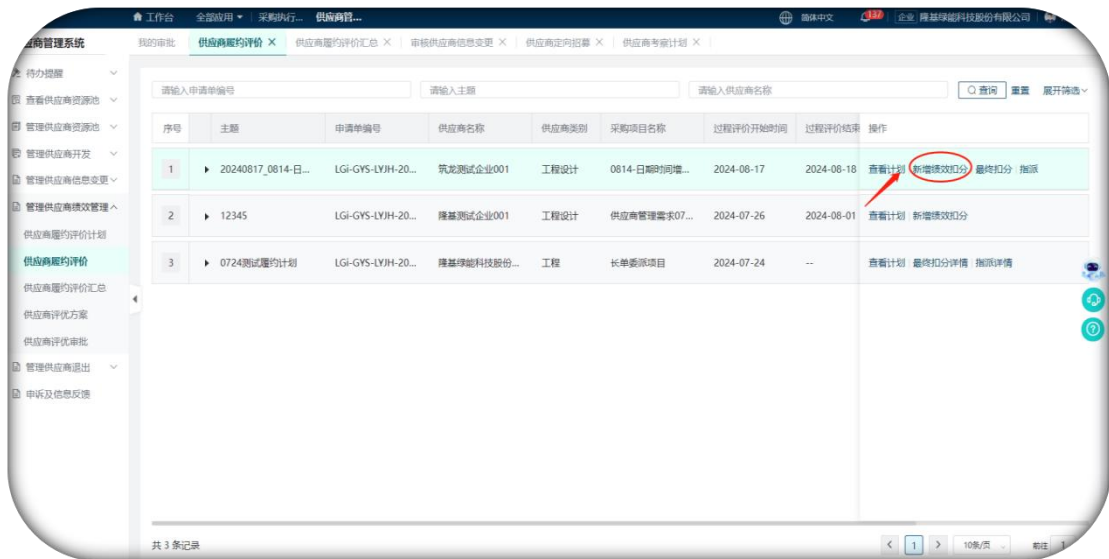 工作台 全部应用 采购执行... 供应商管... 简体中文 137 企业 隆基绿能科技股份有限公司
应商管理系统
我的审批 供应商履约评价 × 供应商履约评价汇总 × 审核供应商信息变更 × 供应商定向招募 × 供应商考察计划 ×
待办提醒
查看供应商资源池
管理供应商资源池
管理供应商开发
管理供应商信息变更
管理供应商绩效管理
供应商履约评价计划
供应商履约评价
供应商履约评价汇总
供应商评优方案
供应商评优审批
管理供应商退出
申诉及信息反馈
请输入申请单编号 请输入主题 请输入供应商名称 查询 重置 展开筛选
序号 主题 申请单编号 供应商名称 供应商类别 采购项目名称 过程评价开始时间 过程评价结束 操作
1 20240817_0814-日... LGi-GYS-LYJH-20... 筑龙测试企业001 工程设计 0814-日期时间增... 2024-08-17 2024-08-18 查看计划 新增绩效扣分 最终扣分 指派
2 12345 LGi-GYS-LYJH-20... 隆基测试企业001 工程设计 供应商管理需求07... 2024-07-26 2024-08-01 查看计划 新增绩效扣分
3 0724测试履约计划 LGi-GYS-LYJH-20... 隆基绿能科技股份... 工程 长单委派项目 2024-07-24 -- 查看计划 最终扣分详情 指派详情
共 3 条记录 < 1 > 10条/页 前往 1